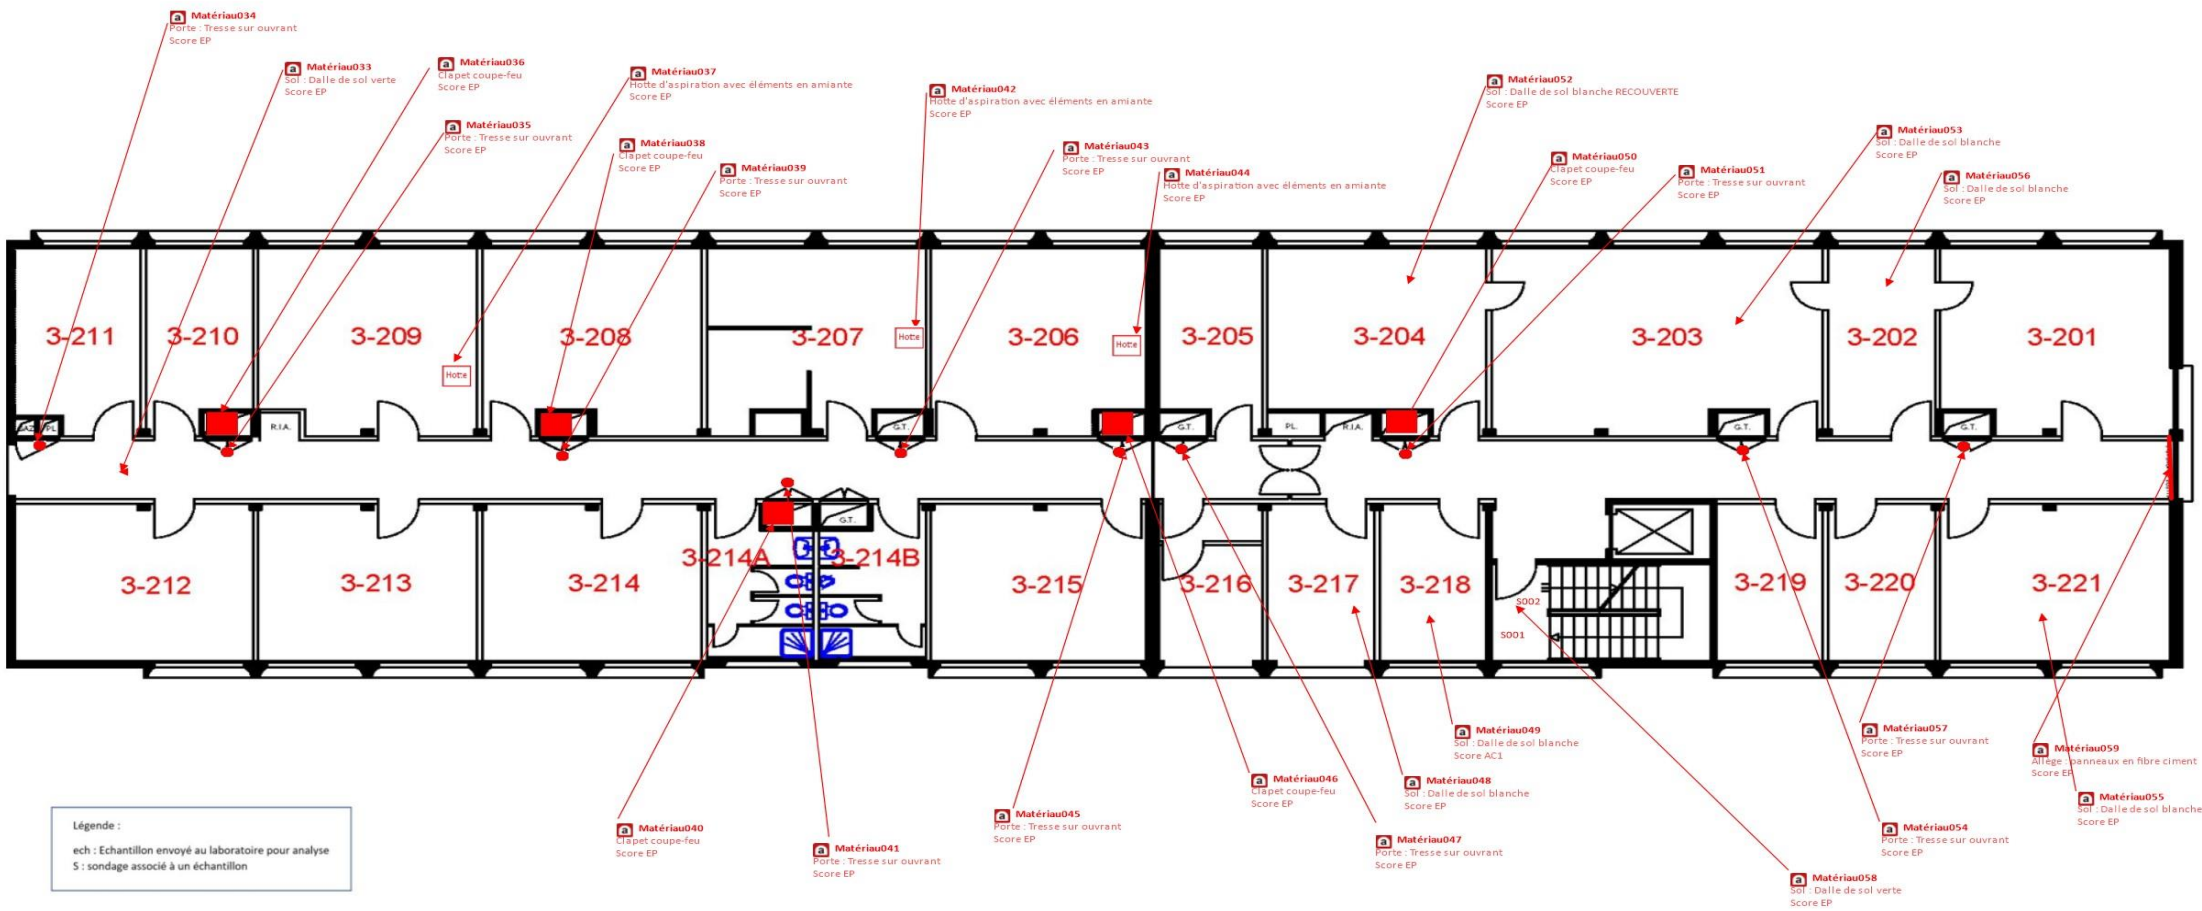 a Matériau034
Porte : Tresse sur ouvrant
Score EP
a Matériau033
Sol : Dalle de sol verte
Score EP
a Matériau036
Clapet coupe-feu
Score EP
a Matériau035
Porte : Tresse sur ouvrant
Score EP
a Matériau037
Hotte d'aspiration avec éléments en amiante
Score EP
a Matériau038
Clapet coupe-feu
Score EP
a Matériau039
Porte : Tresse sur ouvrant
Score EP
a Matériau042
Hotte d'aspiration avec éléments en amiante
Score EP
a Matériau043
Porte : Tresse sur ouvrant
Score EP
a Matériau044
Hotte d'aspiration avec éléments en amiante
Score EP
a Matériau052
Sol : Dalle de sol blanche RECOUVERTE
Score EP
a Matériau050
Clapet coupe-feu
Score EP
a Matériau051
Porte : Tresse sur ouvrant
Score EP
a Matériau053
Sol : Dalle de sol blanche
Score EP
a Matériau056
Sol : Dalle de sol blanche
Score EP
3-211
3-210
3-209
3-208
3-207
3-206
3-205
3-204
3-203
3-202
3-201
Hotte
Hotte
Hotte
GAZ
PL
R.I.A.
G.T.
G.T.
PL.
R.I.A.
G.T.
G.T.
G.T.
3-212
3-213
3-214
3-214A
3-214B
3-215
3-216
3-217
3-218
S002
S001
3-219
3-220
3-221
a Matériau040
Clapet coupe-feu
Score EP
a Matériau041
Porte : Tresse sur ouvrant
Score EP
a Matériau045
Porte : Tresse sur ouvrant
Score EP
a Matériau046
Clapet coupe-feu
Score EP
a Matériau047
Porte : Tresse sur ouvrant
Score EP
a Matériau048
Sol : Dalle de sol blanche
Score EP
a Matériau049
Sol : Dalle de sol blanche
Score AC1
a Matériau057
Porte : Tresse sur ouvrant
Score EP
a Matériau059
Allège : panneaux en fibre ciment
Score EP
a Matériau055
Sol : Dalle de sol blanche
Score EP
a Matériau054
Porte : Tresse sur ouvrant
Score EP
a Matériau058
Sol : Dalle de sol verte
Score EP
Légende :
ech : Echantillon envoyé au laboratoire pour analyse
S : sondage associé à un échantillon